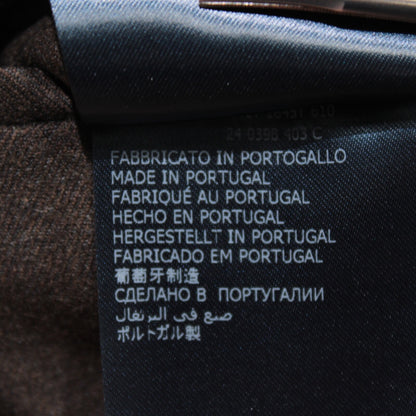 24 0398 403 C
FABBRICATO IN PORTOGALLO
MADE IN PORTUGAL
FABRIQUÉ AU PORTUGAL
HECHO EN PORTUGAL
HERGESTELLT IN PORTUGAL
FABRICADO EM PORTUGAL
葡萄牙制造
СДЕЛАНО В ПОРТУГАЛИИ
صنع في البرتغال
ポルトガル製